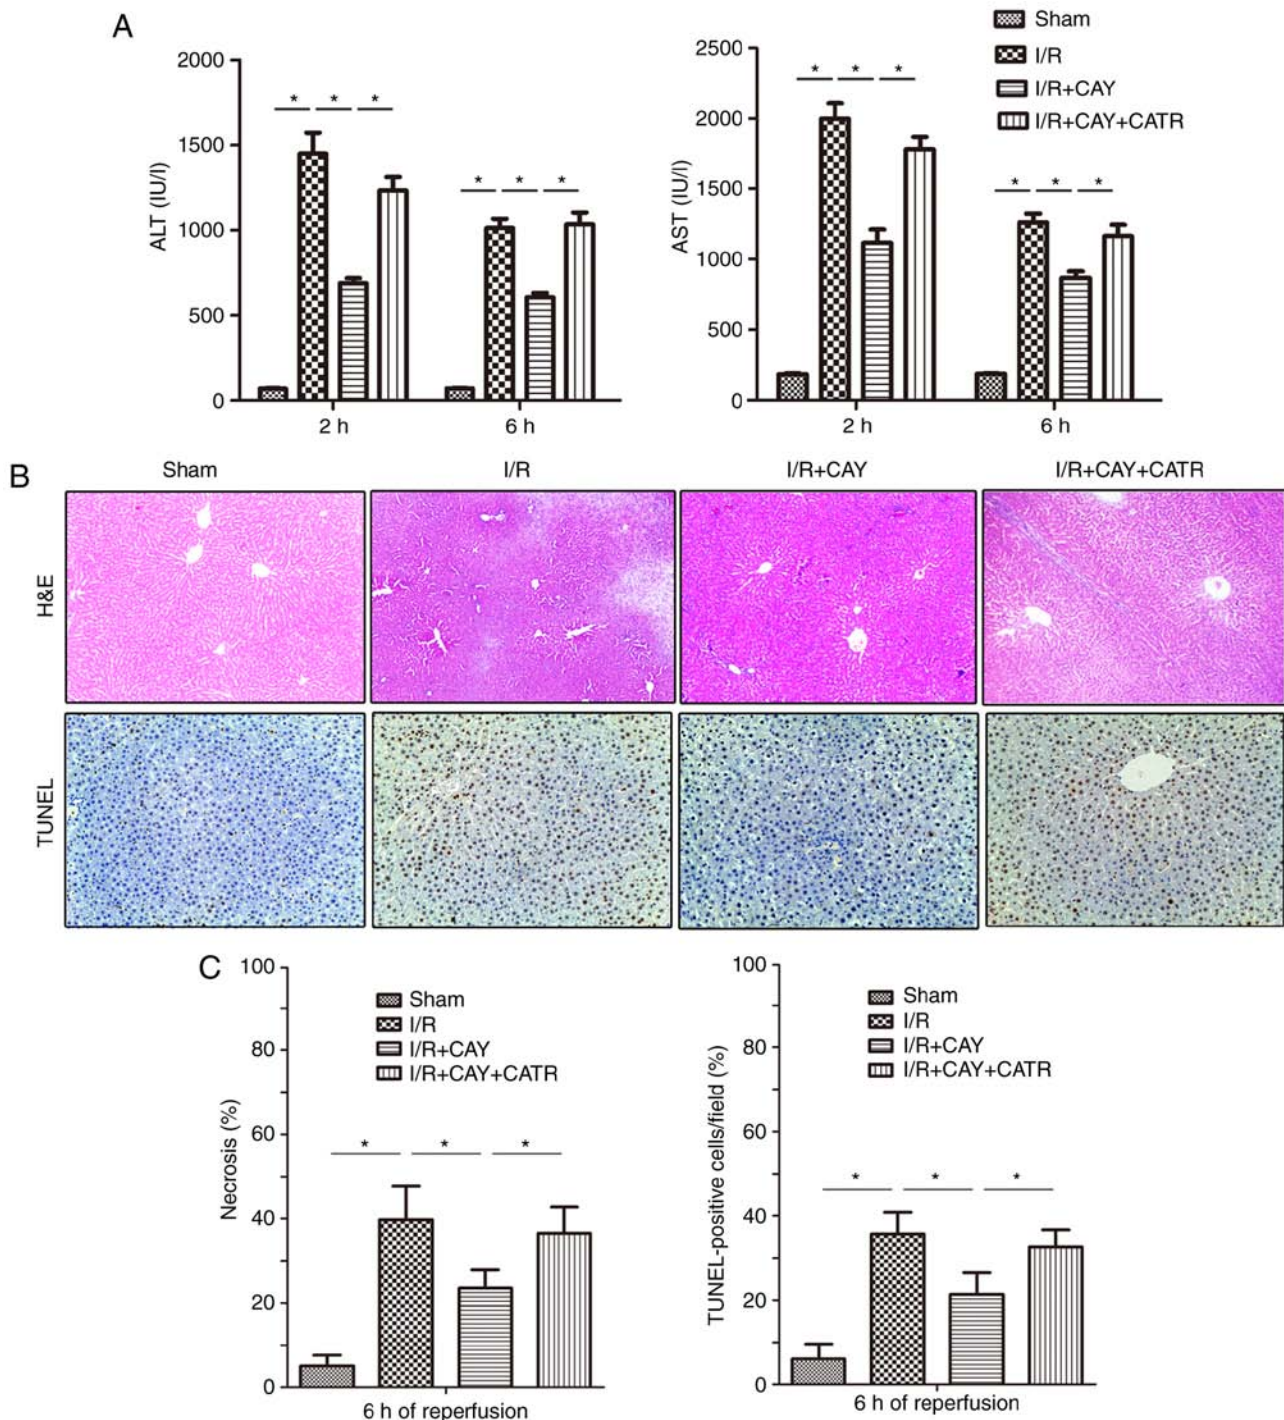 A
Sham
I/R
I/R+CAY
I/R+CAY+CATR
2000
1500
1000
500
0
ALT (IU/l)
* * *
* * *
2 h 6 h
2500
2000
1500
1000
500
0
AST (IU/l)
* * *
* * *
2 h 6 h
B
Sham I/R I/R+CAY I/R+CAY+CATR
H&E
TUNEL
C
100
80
60
40
20
0
Necrosis (%)
Sham
I/R
I/R+CAY
I/R+CAY+CATR
* * *
6 h of reperfusion
100
80
60
40
20
0
TUNEL-positive cells/field (%)
Sham
I/R
I/R+CAY
I/R+CAY+CATR
* * *
6 h of reperfusion